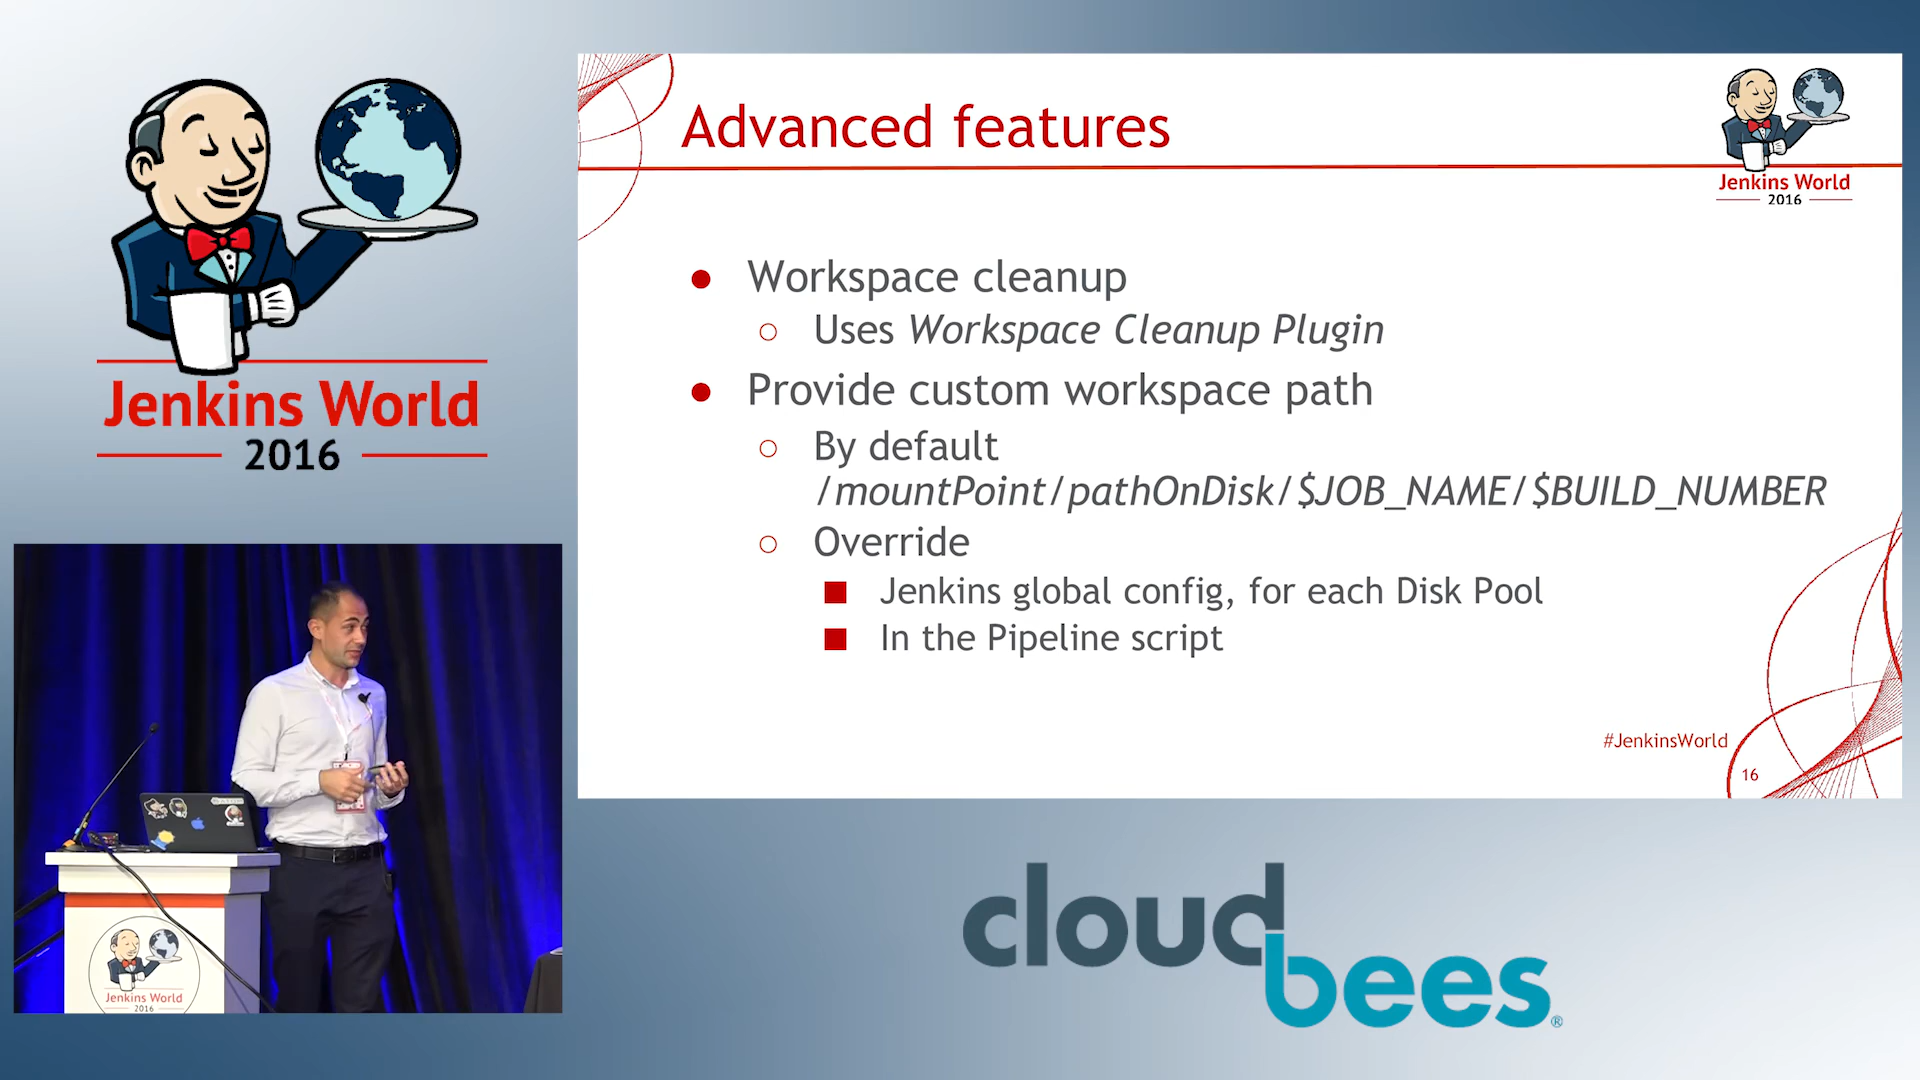 Jenkins World
2016
Advanced features
Jenkins World
2016
● Workspace cleanup
○ Uses Workspace Cleanup Plugin
● Provide custom workspace path
○ By default
/mountPoint/pathOnDisk/$JOB_NAME/$BUILD_NUMBER
○ Override
■ Jenkins global config, for each Disk Pool
■ In the Pipeline script
#JenkinsWorld
16
Jenkins World
2016
cloud
bees®